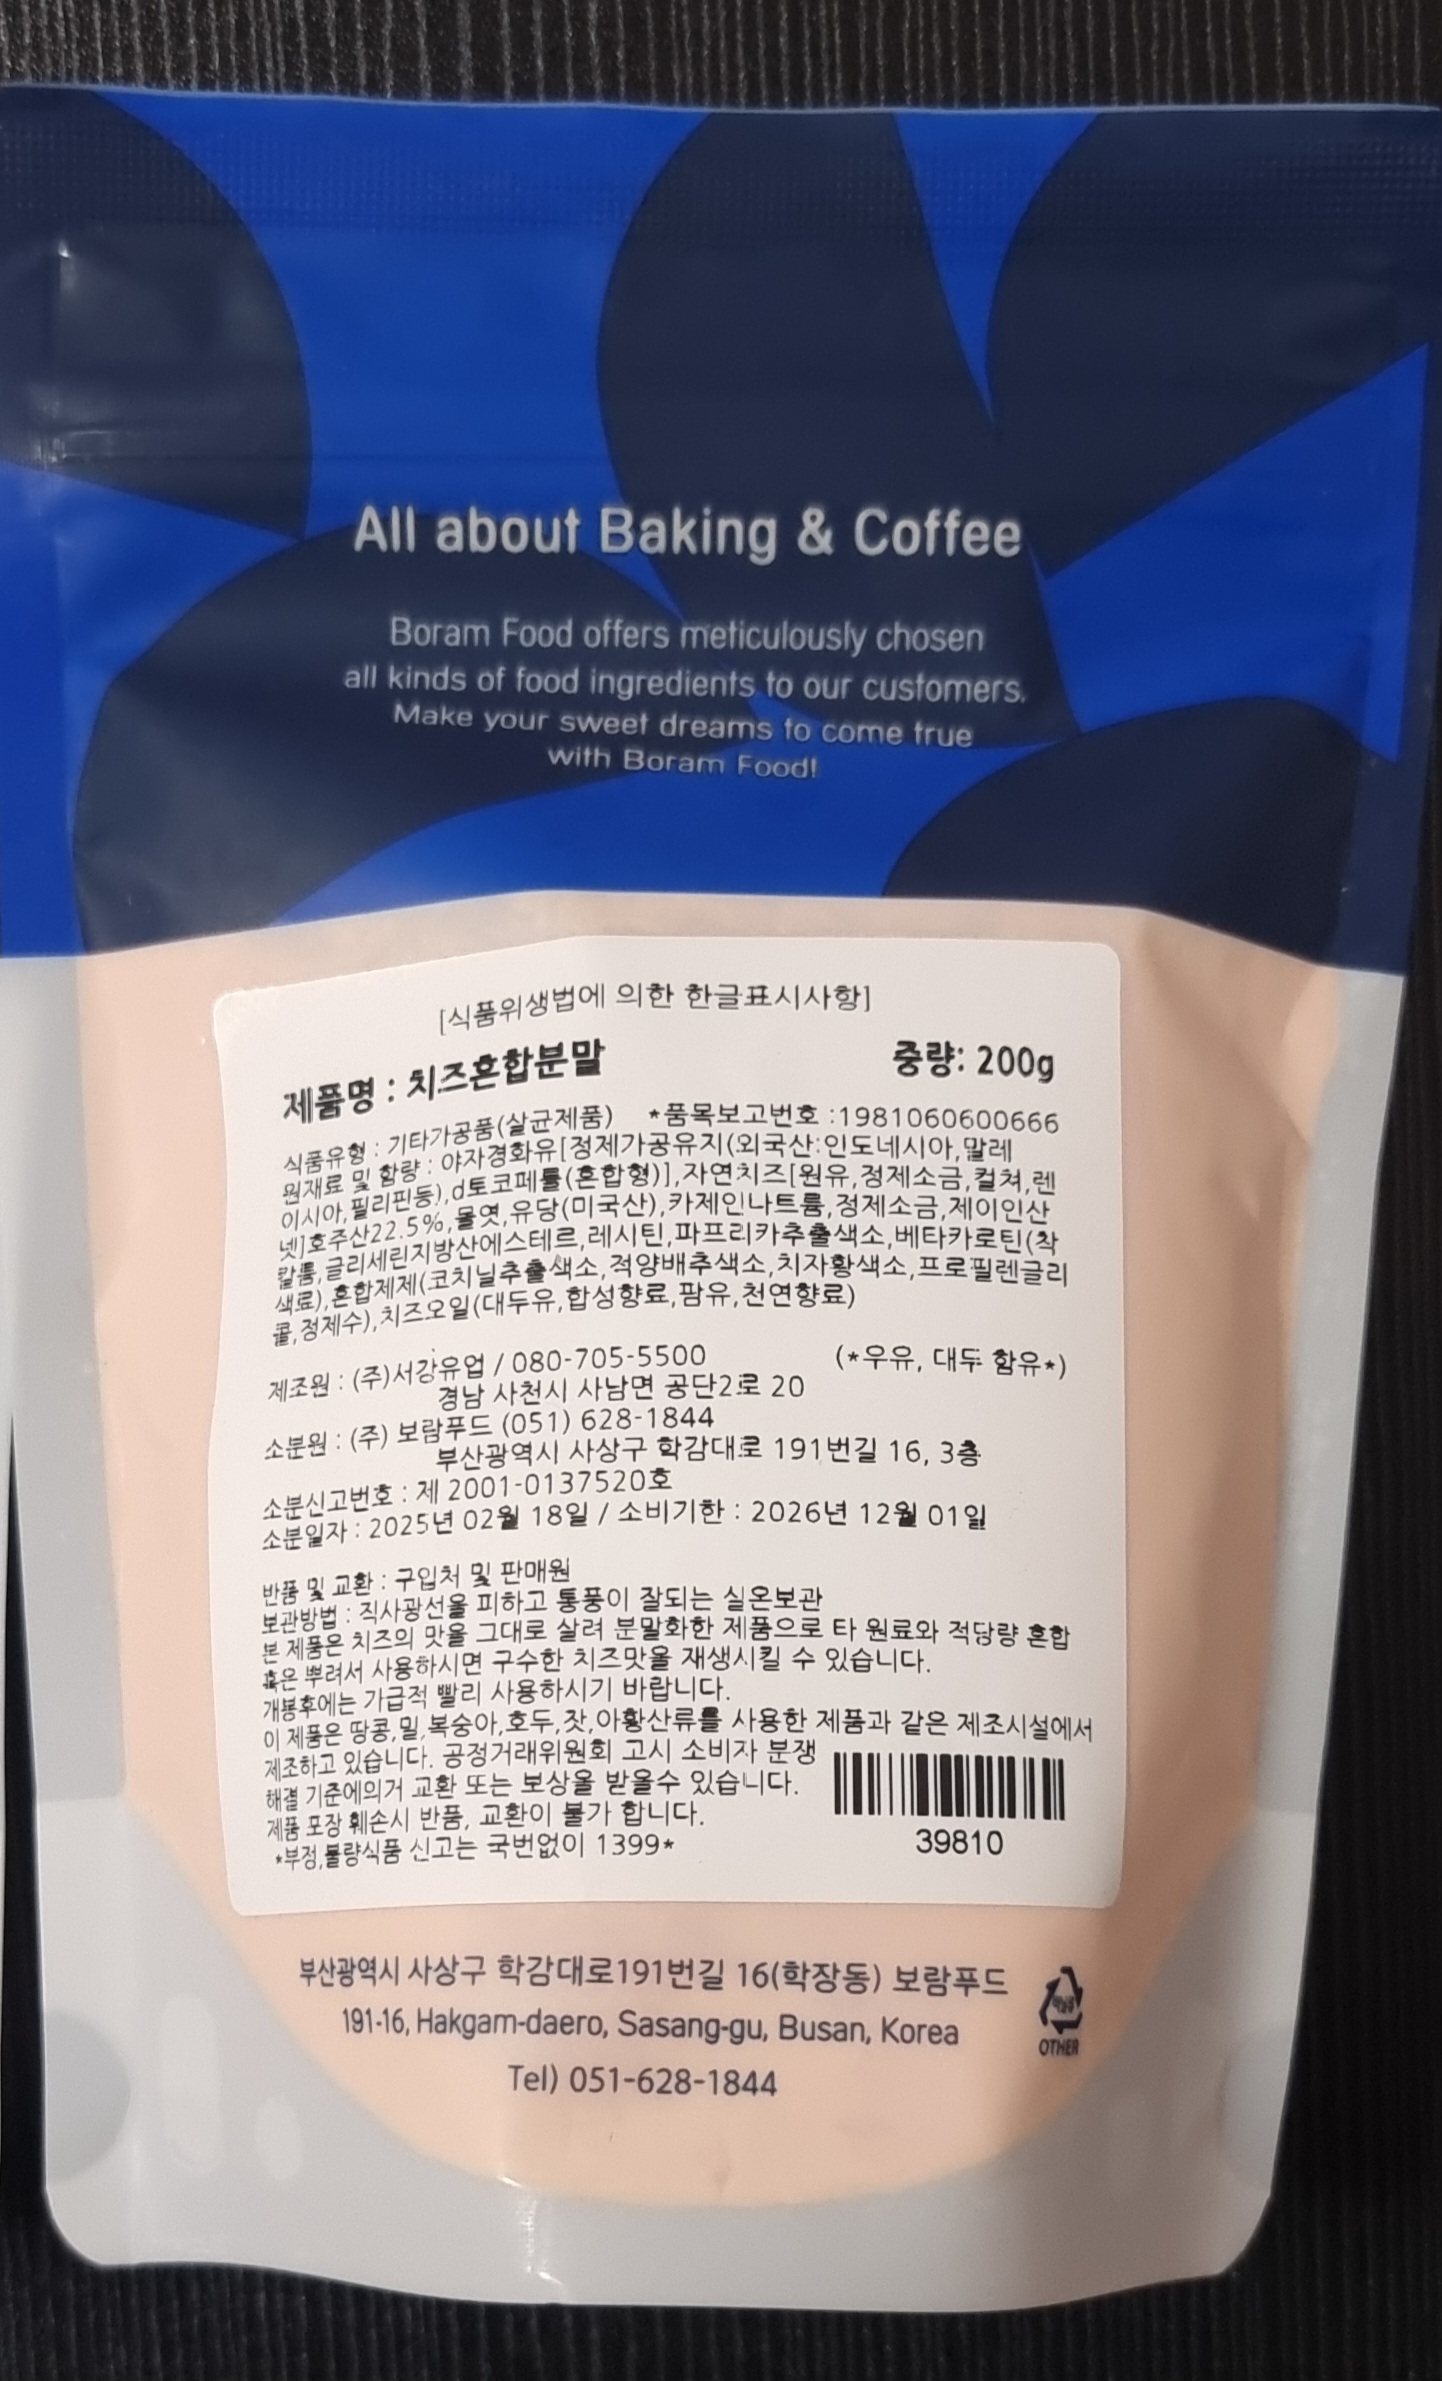 All about Baking & Coffee
Boram Food offers meticulously chosen
all kinds of food ingredients to our customers.
Make your sweet dreams to come true
with Boram Food!
[식품위생법에 의한 한글표시사항]
제품명 : 치즈혼합분말 중량: 200g
식품유형 : 기타가공품(살균제품) *품목보고번호 :1981060600666
원재료 및 함량 : 야자경화유[정제가공유지(외국산:인도네시아,말레
이시아,필리핀등),d토코페롤(혼합형)],자연치즈[원유,정제소금,컬쳐,렌
넷]호주산22.5%,물엿,유당(미국산),카제인나트륨,정제소금,제이인산
칼륨,글리세린지방산에스테르,레시틴,파프리카추출색소,베타카로틴(착
색료),혼합제제(코치닐추출색소,적양배추색소,치자황색소,프로필렌글리
콜,정제수),치즈오일(대두유,합성향료,팜유,천연향료)
제조원 : (주)서강유업 / 080-705-5500 (*우유, 대두 함유*)
경남 사천시 사남면 공단2로 20
소분원 : (주) 보람푸드 (051) 628-1844
부산광역시 사상구 학감대로 191번길 16, 3층
소분신고번호 : 제 2001-0137520호
소분일자 : 2025년 02월 18일 / 소비기한 : 2026년 12월 01일
반품 및 교환 : 구입처 및 판매원
보관방법 : 직사광선을 피하고 통풍이 잘되는 실온보관
본 제품은 치즈의 맛을 그대로 살려 분말화한 제품으로 타 원료와 적당량 혼합
혹은 뿌려서 사용하시면 구수한 치즈맛을 재생시킬 수 있습니다.
개봉후에는 가급적 빨리 사용하시기 바랍니다.
이 제품은 땅콩,밀,복숭아,호두,잣,아황산류를 사용한 제품과 같은 제조시설에서
제조하고 있습니다. 공정거래위원회 고시 소비자 분쟁
해결 기준에의거 교환 또는 보상을 받을수 있습니다.
제품 포장 훼손시 반품, 교환이 불가 합니다.
*부정,불량식품 신고는 국번없이 1399*
39810
부산광역시 사상구 학감대로191번길 16(학장동) 보람푸드
191-16, Hakgam-daero, Sasang-gu, Busan, Korea
OTHER
Tel) 051-628-1844